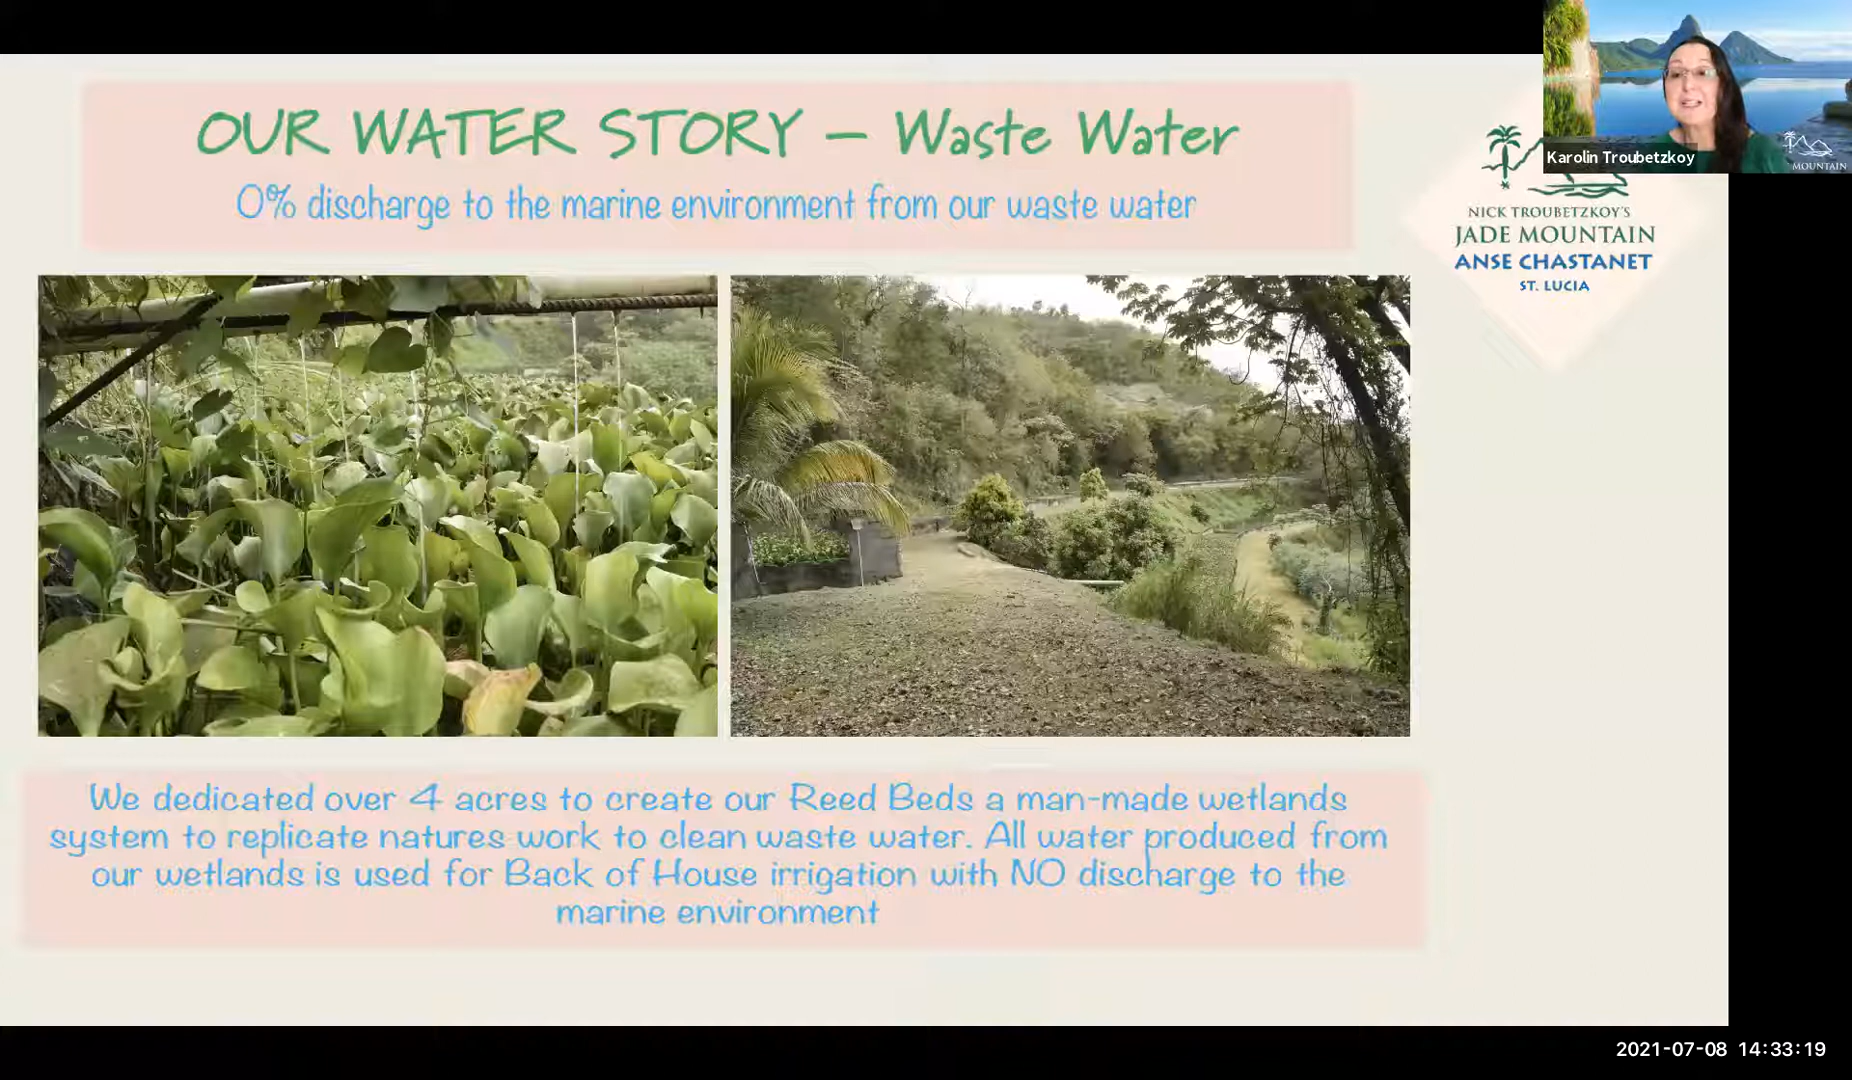 OUR WATER STORY – Waste Water
0% discharge to the marine environment from our waste water
Karolin Troubetzkoy
MOUNTAIN
NICK TROUBETZKOY'S
JADE MOUNTAIN
ANSE CHASTANET
ST. LUCIA
We dedicated over 4 acres to create our Reed Beds a man-made wetlands
system to replicate natures work to clean waste water. All water produced from
our wetlands is used for Back of House irrigation with NO discharge to the
marine environment
2021-07-08 14:33:19